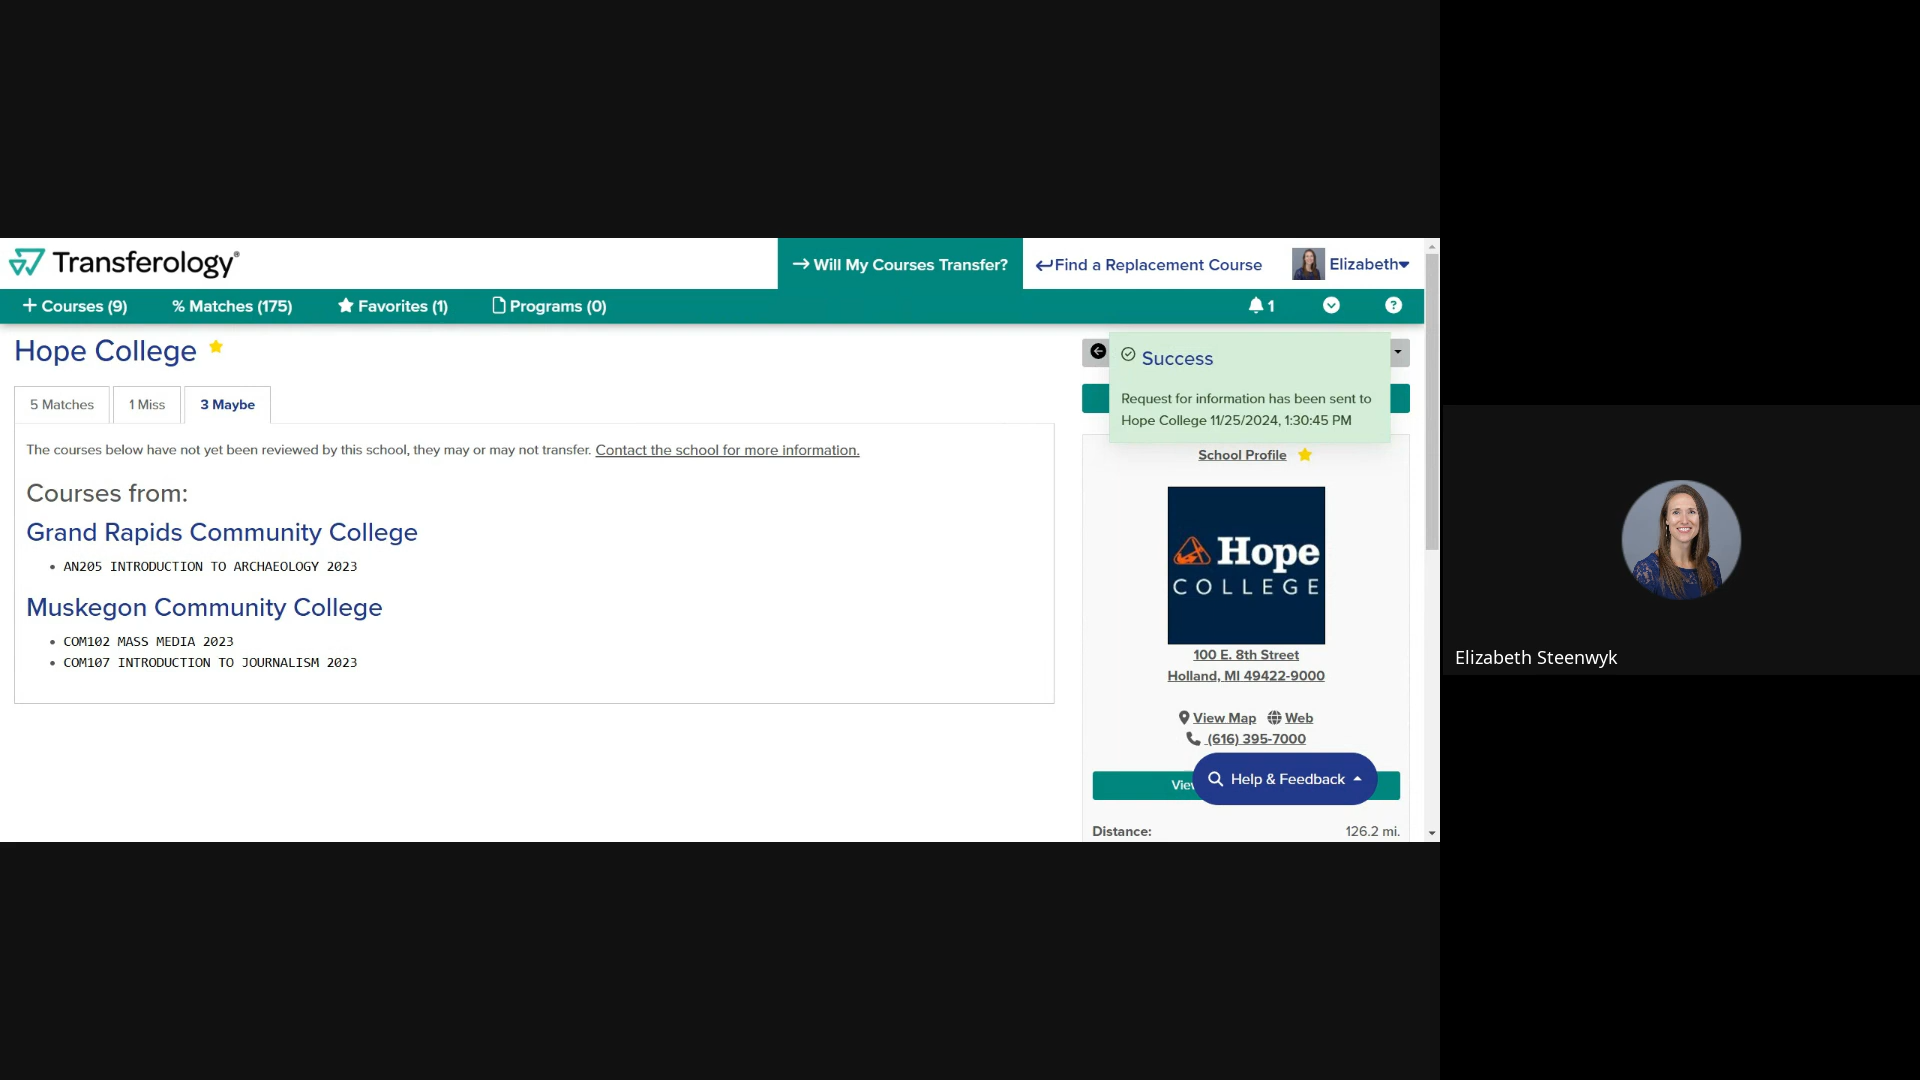 Transferology®
Will My Courses Transfer?
Find a Replacement Course
Elizabeth
Courses (9)
% Matches (175)
Favorites (1)
Programs (0)
1
?
Hope College
5 Matches
1 Miss
3 Maybe
The courses below have not yet been reviewed by this school, they may or may not transfer. Contact the school for more information.
Courses from:
Grand Rapids Community College
AN205 INTRODUCTION TO ARCHAEOLOGY 2023
Muskegon Community College
COM102 MASS MEDIA 2023
COM107 INTRODUCTION TO JOURNALISM 2023
Success
Request for information has been sent to
Hope College 11/25/2024, 1:30:45 PM
School Profile
Hope
COLLEGE
100 E. 8th Street
Holland, MI 49422-9000
View Map
Web
(616) 395-7000
Help & Feedback
Distance:
126.2 mi.
Elizabeth Steenwyk